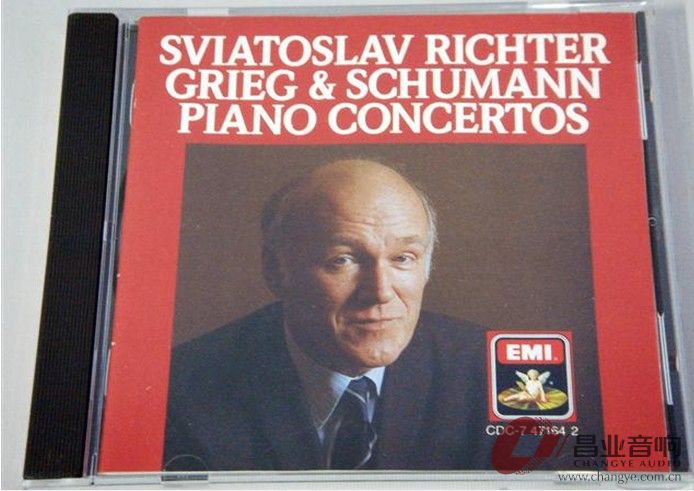 SVIATOSLAV RICHTER
GRIEG & SCHUMANN
PIANO CONCERTOS
EMI
CDC-7 47164 2
昌业音响
CHANGYE AUDIO
www.changye.com.cn